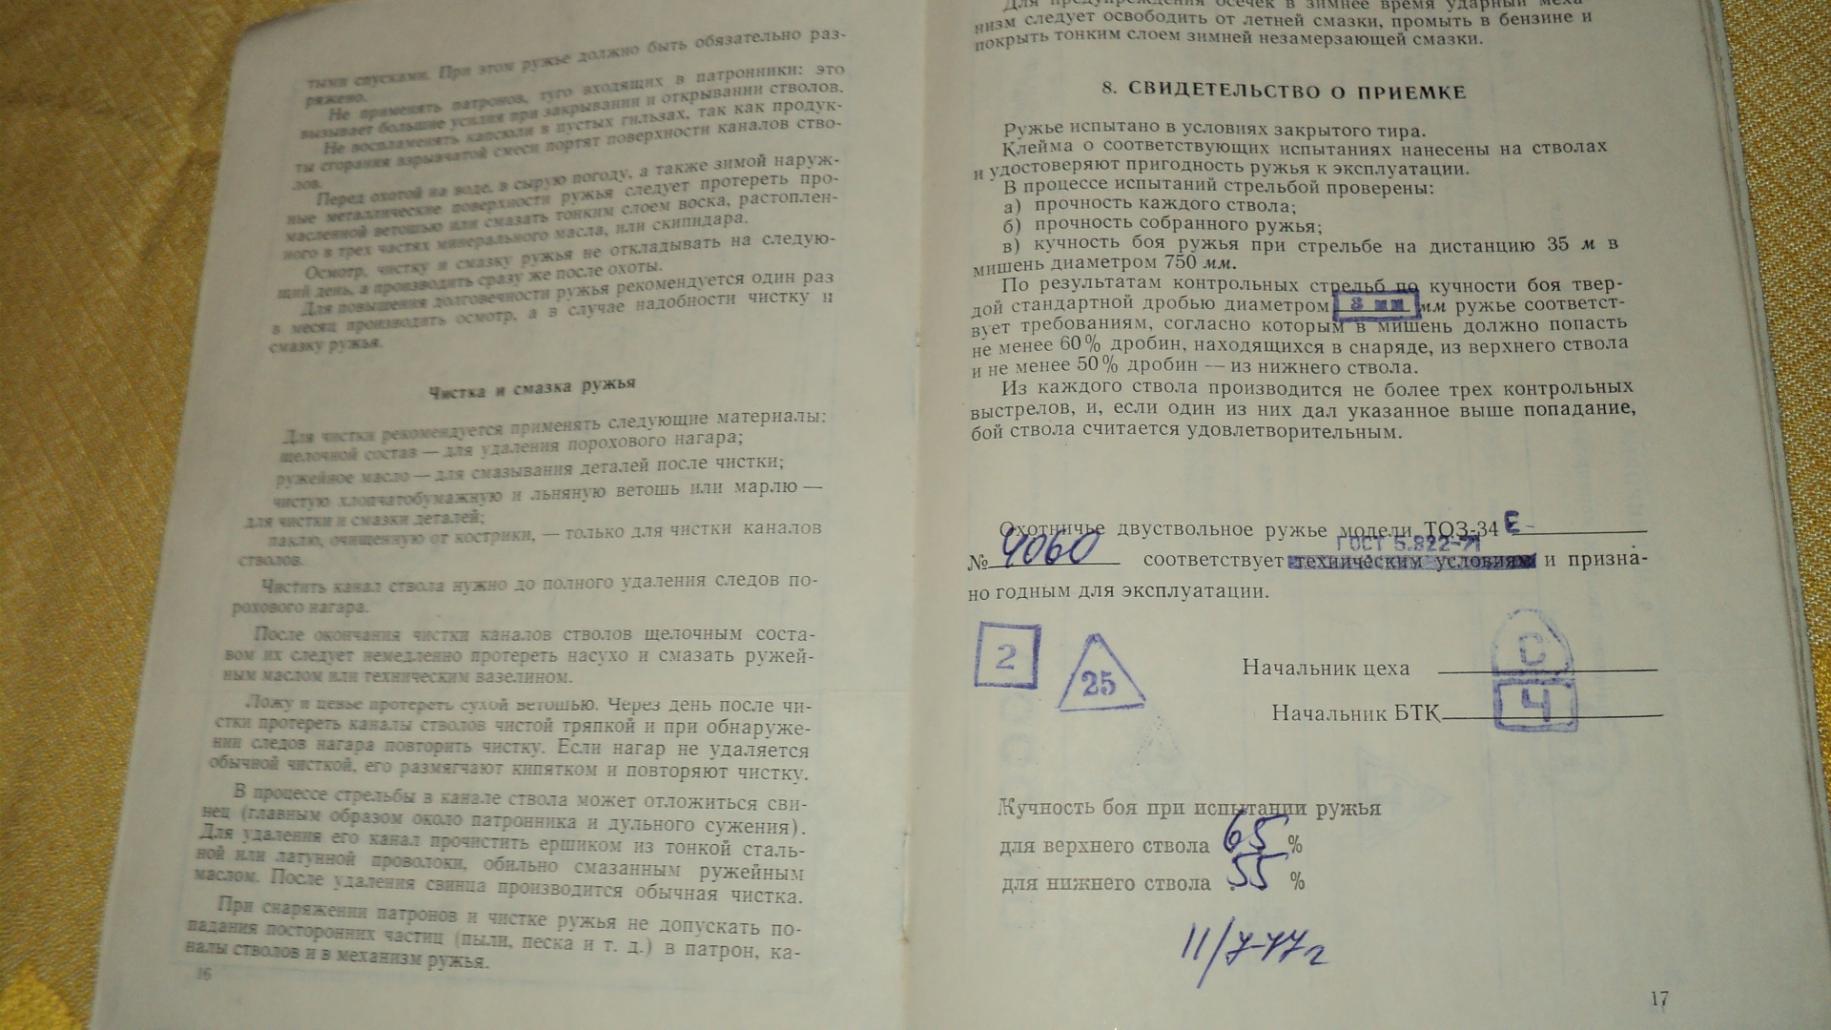 тыми спусками. При этом ружье должно быть обязательно раз-
ряжено.
Не применять патронов, туго входящих в патронники: это
вызывает большие усилия при закрывании и открывании стволов.
Не воспламенять капсюли в пустых гильзах, так как продук-
ты сгорания взрывчатой смеси портят поверхности каналов ство-
лов.
Перед охотой на воде, в сырую погоду, а также зимой наруж-
ные металлические поверхности ружья следует протереть про-
масленной ветошью или смазать тонким слоем воска, растоплен-
ного в трех частях минерального масла, или скипидара.
Осмотр, чистку и смазку ружья не откладывать на следую-
щий день, а производить сразу же после охоты.
Для повышения долговечности ружья рекомендуется один раз
в месяц производить осмотр, а в случае надобности чистку и
смазку ружья.
Чистка и смазка ружья
Для чистки рекомендуется применять следующие материалы:
щелочной состав — для удаления порохового нагара;
ружейное масло — для смазывания деталей после чистки;
чистую хлопчатобумажную и льняную ветошь или марлю —
для чистки и смазки деталей;
паклю, очищенную от кострики, — только для чистки каналов
стволов.
Чистить канал ствола нужно до полного удаления следов по-
рохового нагара.
После окончания чистки каналов стволов щелочным соста-
вом их следует немедленно протереть насухо и смазать ружей-
ным маслом или техническим вазелином.
Ложу и цевье протереть сухой ветошью. Через день после чи-
стки протереть каналы стволов чистой тряпкой и при обнаруже-
нии следов нагара повторить чистку. Если нагар не удаляется
обычной чисткой, его размягчают кипятком и повторяют чистку.
В процессе стрельбы в канале ствола может отложиться сви-
нец (главным образом около патронника и дульного сужения).
Для удаления его канал прочистить ершиком из тонкой сталь-
ной или латунной проволоки, обильно смазанным ружейным
маслом. После удаления свинца производится обычная чистка.
При снаряжении патронов и чистке ружья не допускать по-
падания посторонних частиц (пыли, песка и т. д.) в патрон, ка-
налы стволов и в механизм ружья.
16
Для предупреждения осечек в зимнее время ударный меха-
низм следует освободить от летней смазки, промыть в бензине и
покрыть тонким слоем зимней незамерзающей смазки.
8. СВИДЕТЕЛЬСТВО О ПРИЕМКЕ
Ружье испытано в условиях закрытого тира.
Клейма о соответствующих испытаниях нанесены на стволах
и удостоверяют пригодность ружья к эксплуатации.
В процессе испытаний стрельбой проверены:
а) прочность каждого ствола;
б) прочность собранного ружья;
в) кучность боя ружья при стрельбе на дистанцию 35 м в
мишень диаметром 750 мм.
По результатам контрольных стрельб по кучности боя твер-
дой стандартной дробью диаметром 3 мм мм ружье соответст-
вует требованиям, согласно которым в мишень должно попасть
не менее 60% дробин, находящихся в снаряде, из верхнего ствола
и не менее 50% дробин — из нижнего ствола.
Из каждого ствола производится не более трех контрольных
выстрелов, и, если один из них дал указанное выше попадание,
бой ствола считается удовлетворительным.
Охотничье двуствольное ружье модели ТОЗ-34 Е
ГОСТ 5.822-71
№ 4060 соответствует техническим условиям и призна-
но годным для эксплуатации.
2
25
С
Начальник цеха
4
Начальник БТК
Кучность боя при испытании ружья
для верхнего ствола 65 %
для нижнего ствола 55 %
11/7-77г
17